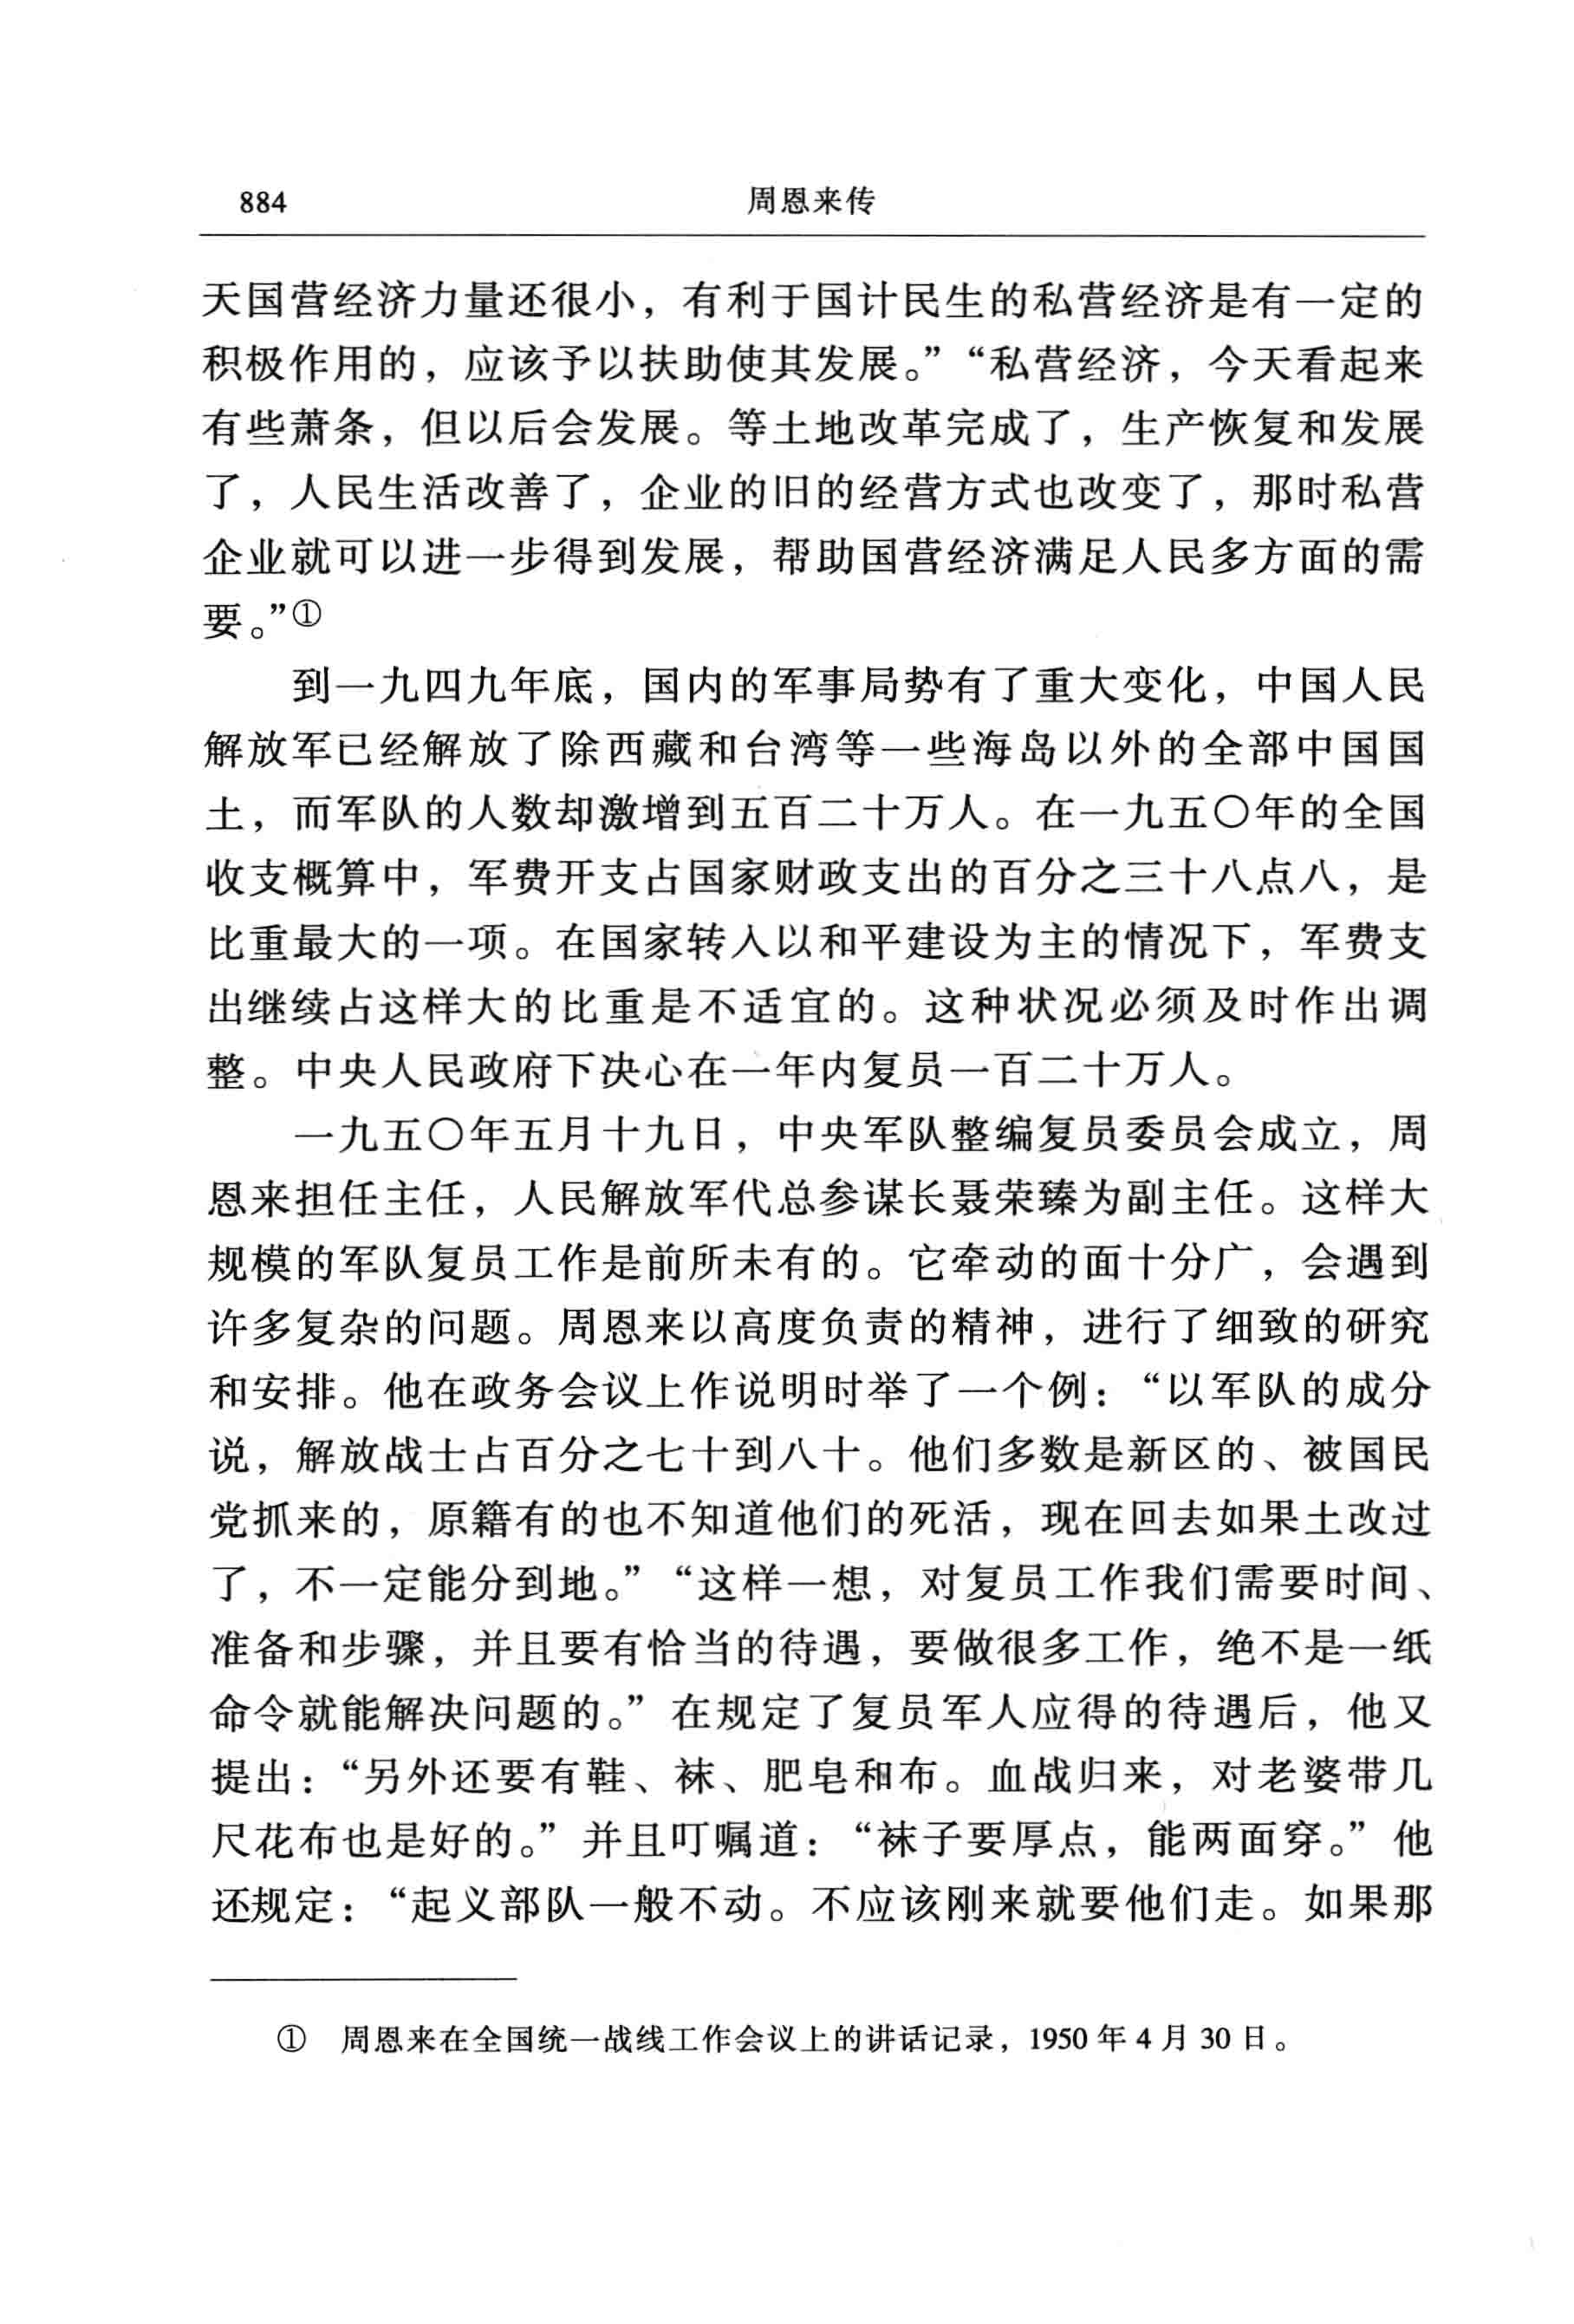 884
周恩来传
天国营经济力量还很小，有利于国计民生的私营经济是有一定的
积极作用的，应该予以扶助使其发展。”“私营经济，今天看起来
有些萧条，但以后会发展。等土地改革完成了，生产恢复和发展
了，人民生活改善了，企业的旧的经营方式也改变了，那时私营
企业就可以进一步得到发展，帮助国营经济满足人民多方面的需
要。”①
到一九四九年底，国内的军事局势有了重大变化，中国人民
解放军已经解放了除西藏和台湾等一些海岛以外的全部中国国
土，而军队的人数却激增到五百二十万人。在一九五〇年的全国
收支概算中，军费开支占国家财政支出的百分之三十八点八，是
比重最大的一项。在国家转入以和平建设为主的情况下，军费支
出继续占这样大的比重是不适宜的。这种状况必须及时作出调
整。中央人民政府下决心在一年内复员一百二十万人。
一九五〇年五月十九日，中央军队整编复员委员会成立，周
恩来担任主任，人民解放军代总参谋长聂荣臻为副主任。这样大
规模的军队复员工作是前所未有的。它牵动的面十分广，会遇到
许多复杂的问题。周恩来以高度负责的精神，进行了细致的研究
和安排。他在政务会议上作说明时举了一个例：“以军队的成分
说，解放战士占百分之七十到八十。他们多数是新区的、被国民
党抓来的，原籍有的也不知道他们的死活，现在回去如果土改过
了，不一定能分到地。”“这样一想，对复员工作我们需要时间、
准备和步骤，并且要有恰当的待遇，要做很多工作，绝不是一纸
命令就能解决问题的。”在规定了复员军人应得的待遇后，他又
提出：“另外还要有鞋、袜、肥皂和布。血战归来，对老婆带几
尺花布也是好的。”并且叮嘱道：“袜子要厚点，能两面穿。”他
还规定：“起义部队一般不动。不应该刚来就要他们走。如果那
① 周恩来在全国统一战线工作会议上的讲话记录，1950 年 4 月 30 日。